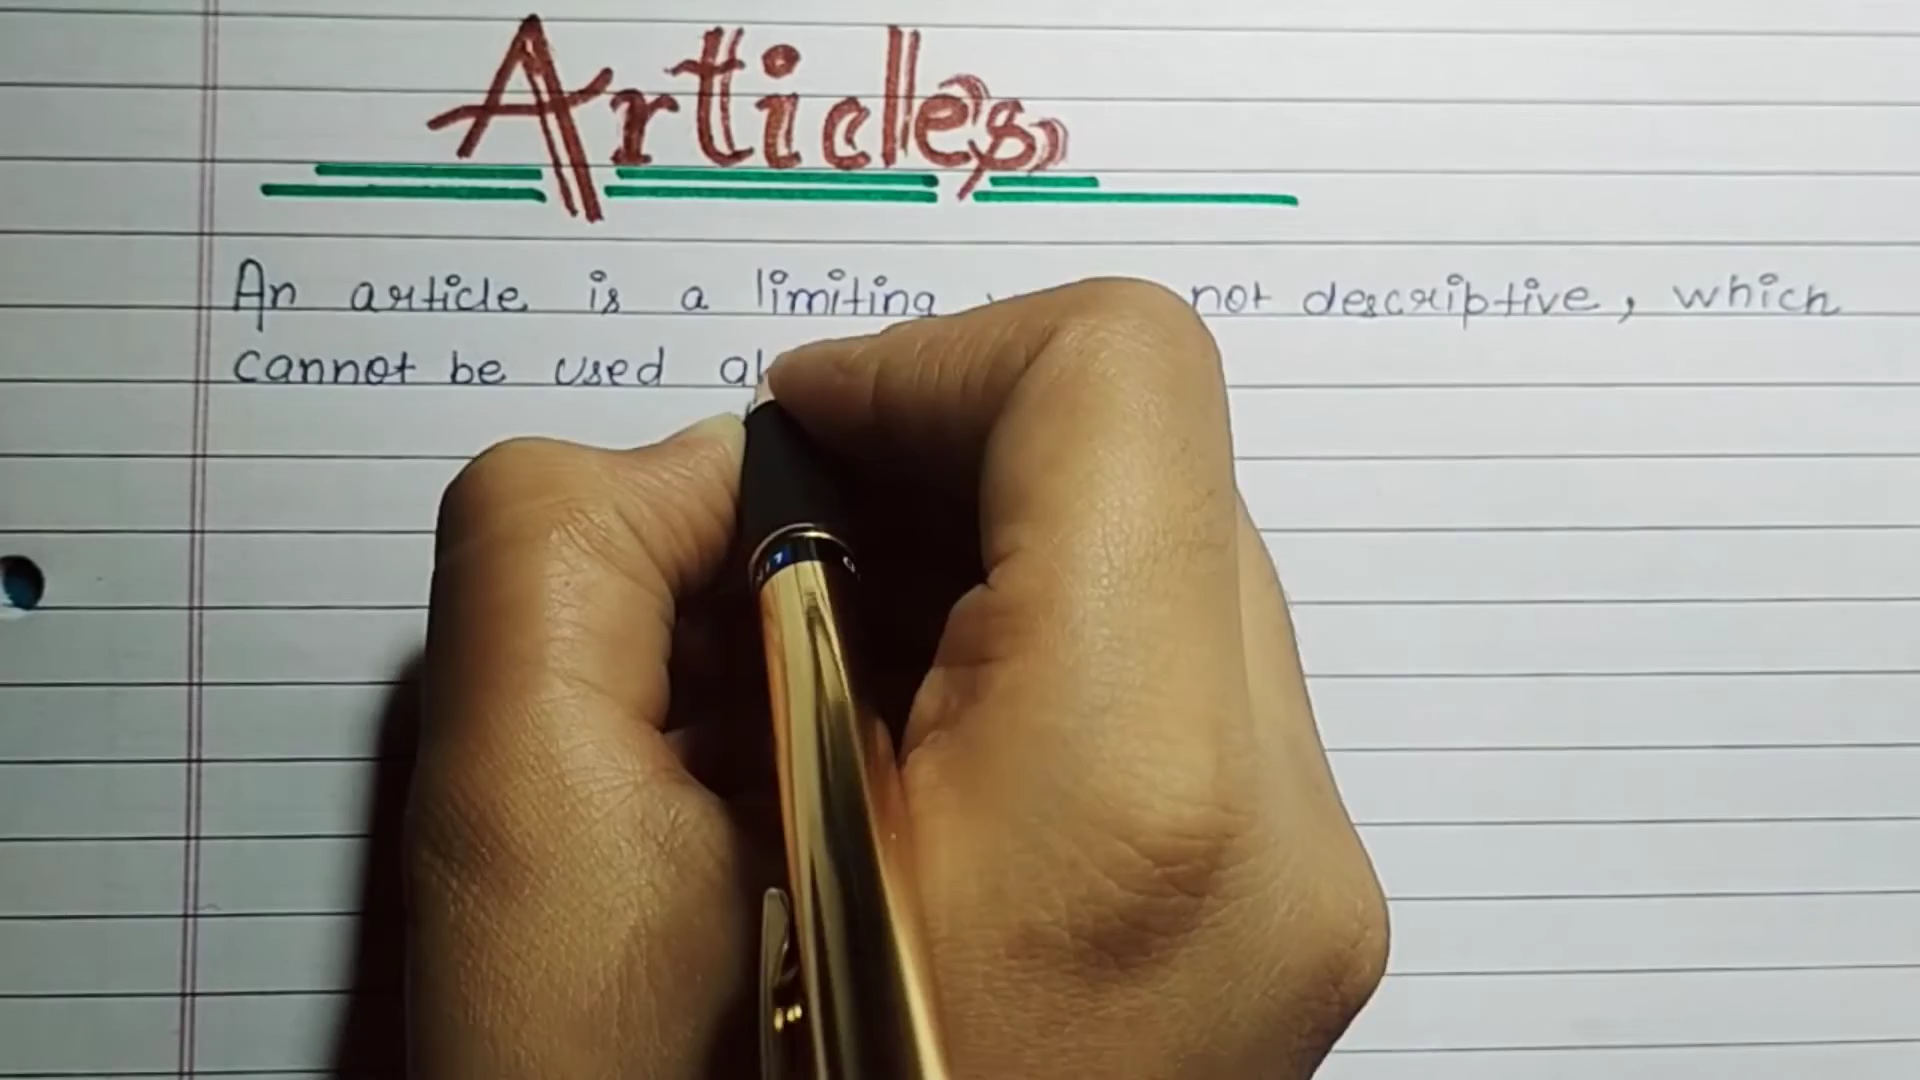 Articles
An article is a limiting not descriptive, which
cannot be used